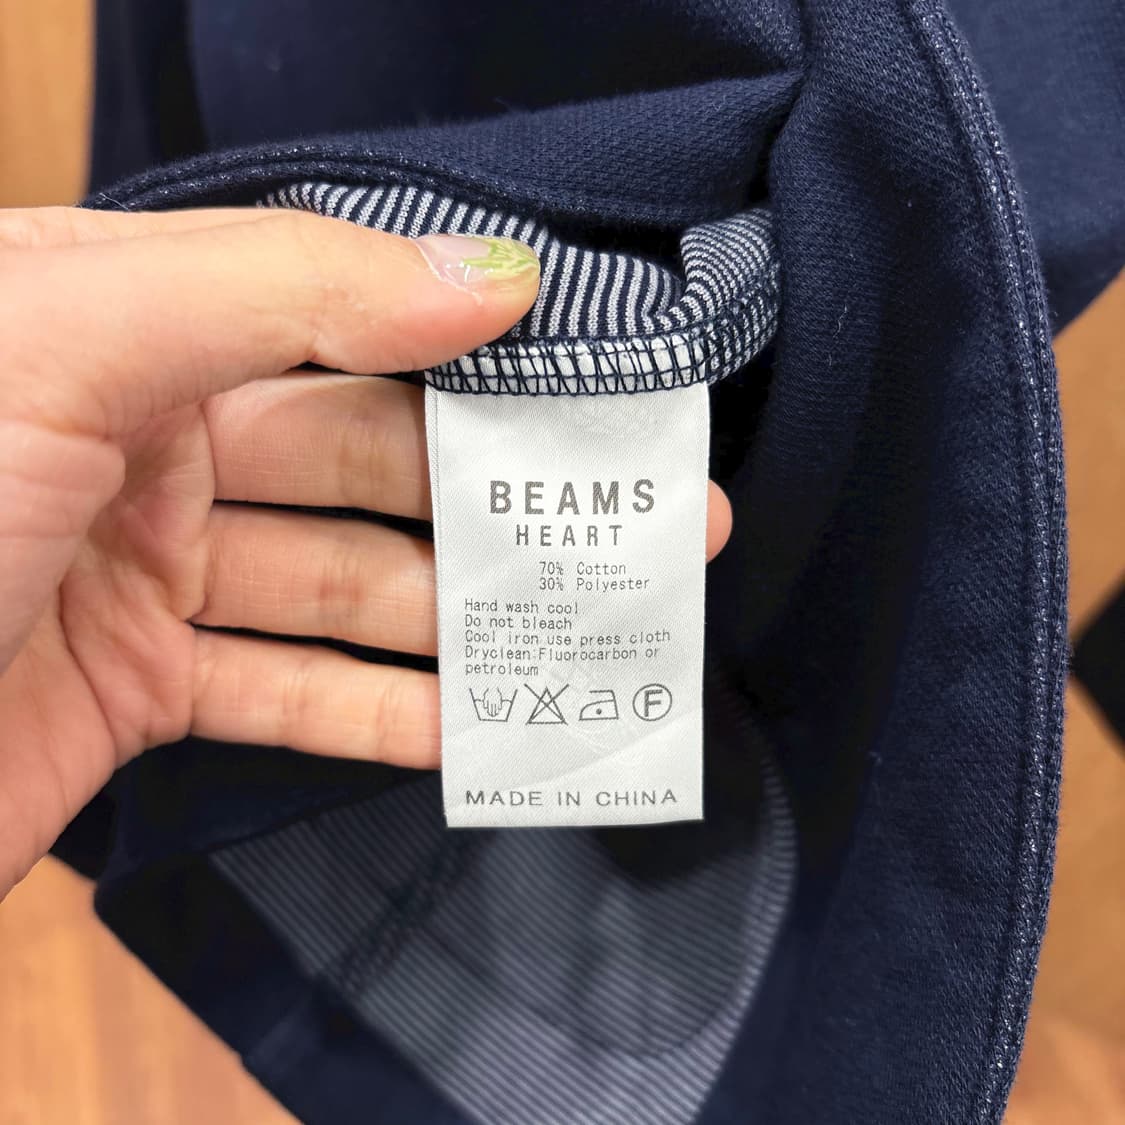 BEAMS
HEART
70% Cotton
30% Polyester
Hand wash cool
Do not bleach
Cool iron use press cloth
Dryclean:Fluorocarbon or
petroleum
F
MADE IN CHINA